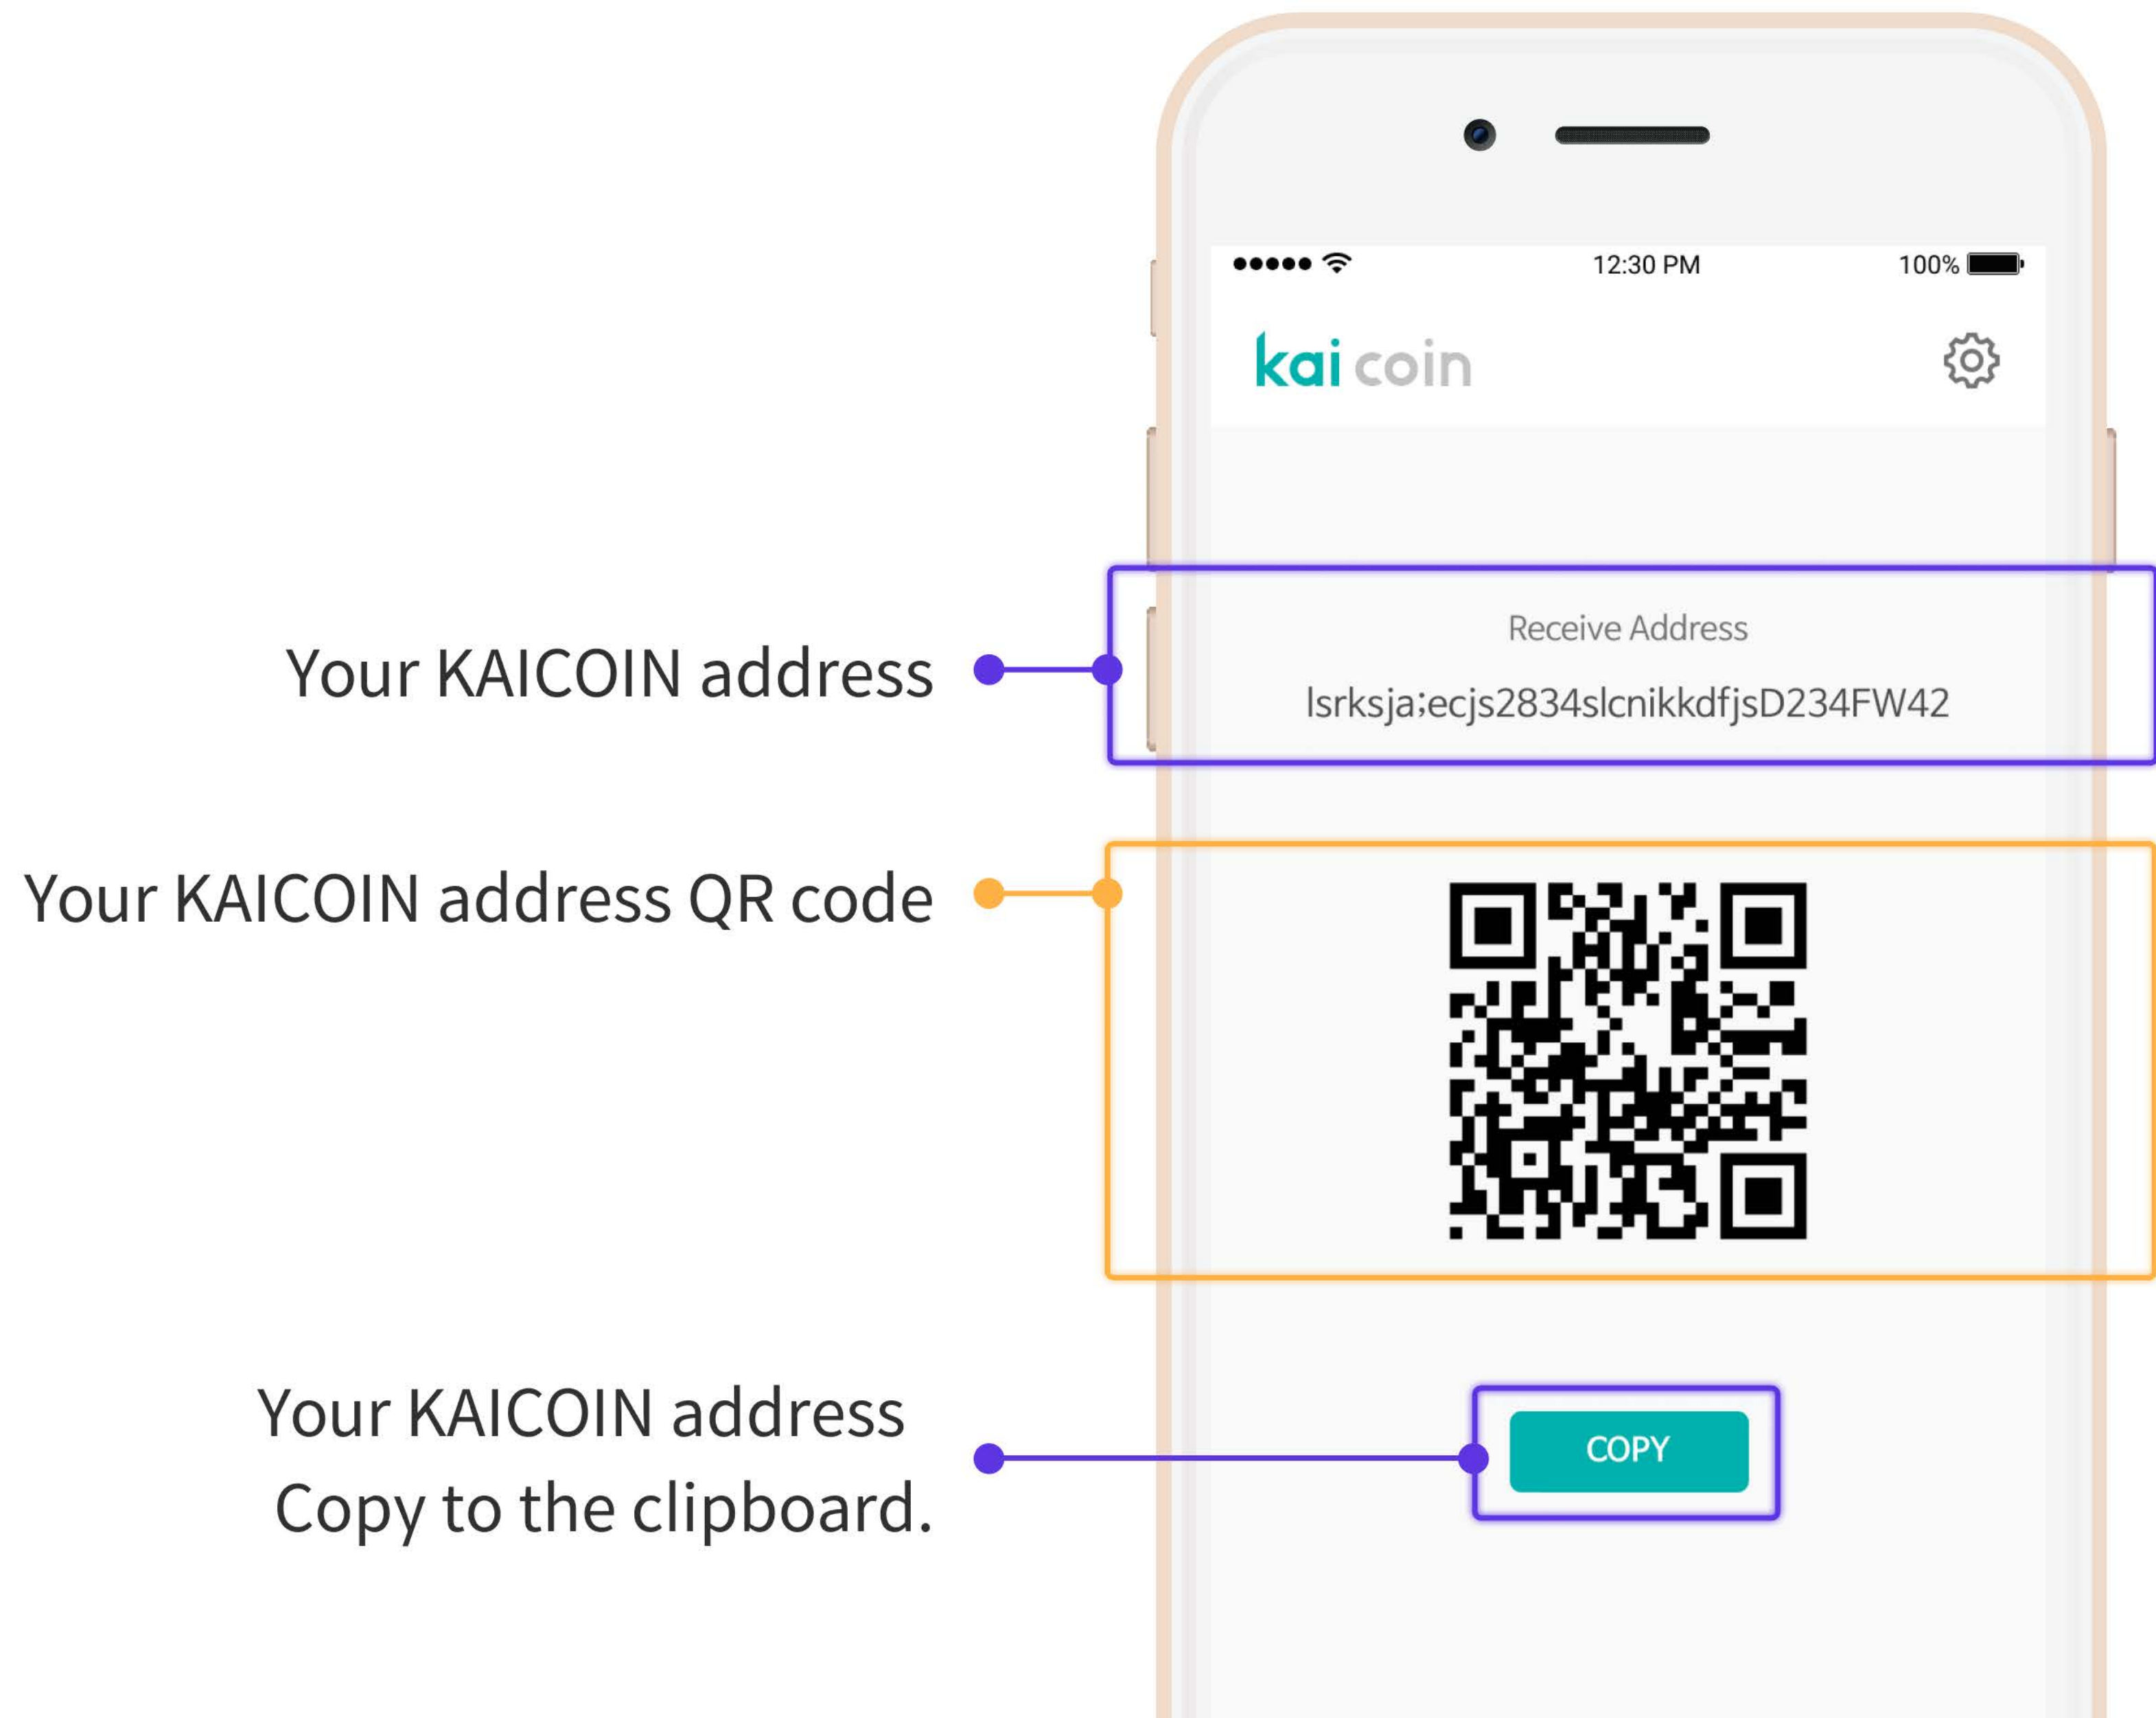 12:30 PM
100%
kai coin
Receive Address
lsrksja;ecjs2834slcnikkdfjsD234FW42
Your KAICOIN address
Your KAICOIN address QR code
Your KAICOIN address
Copy to the clipboard.
COPY